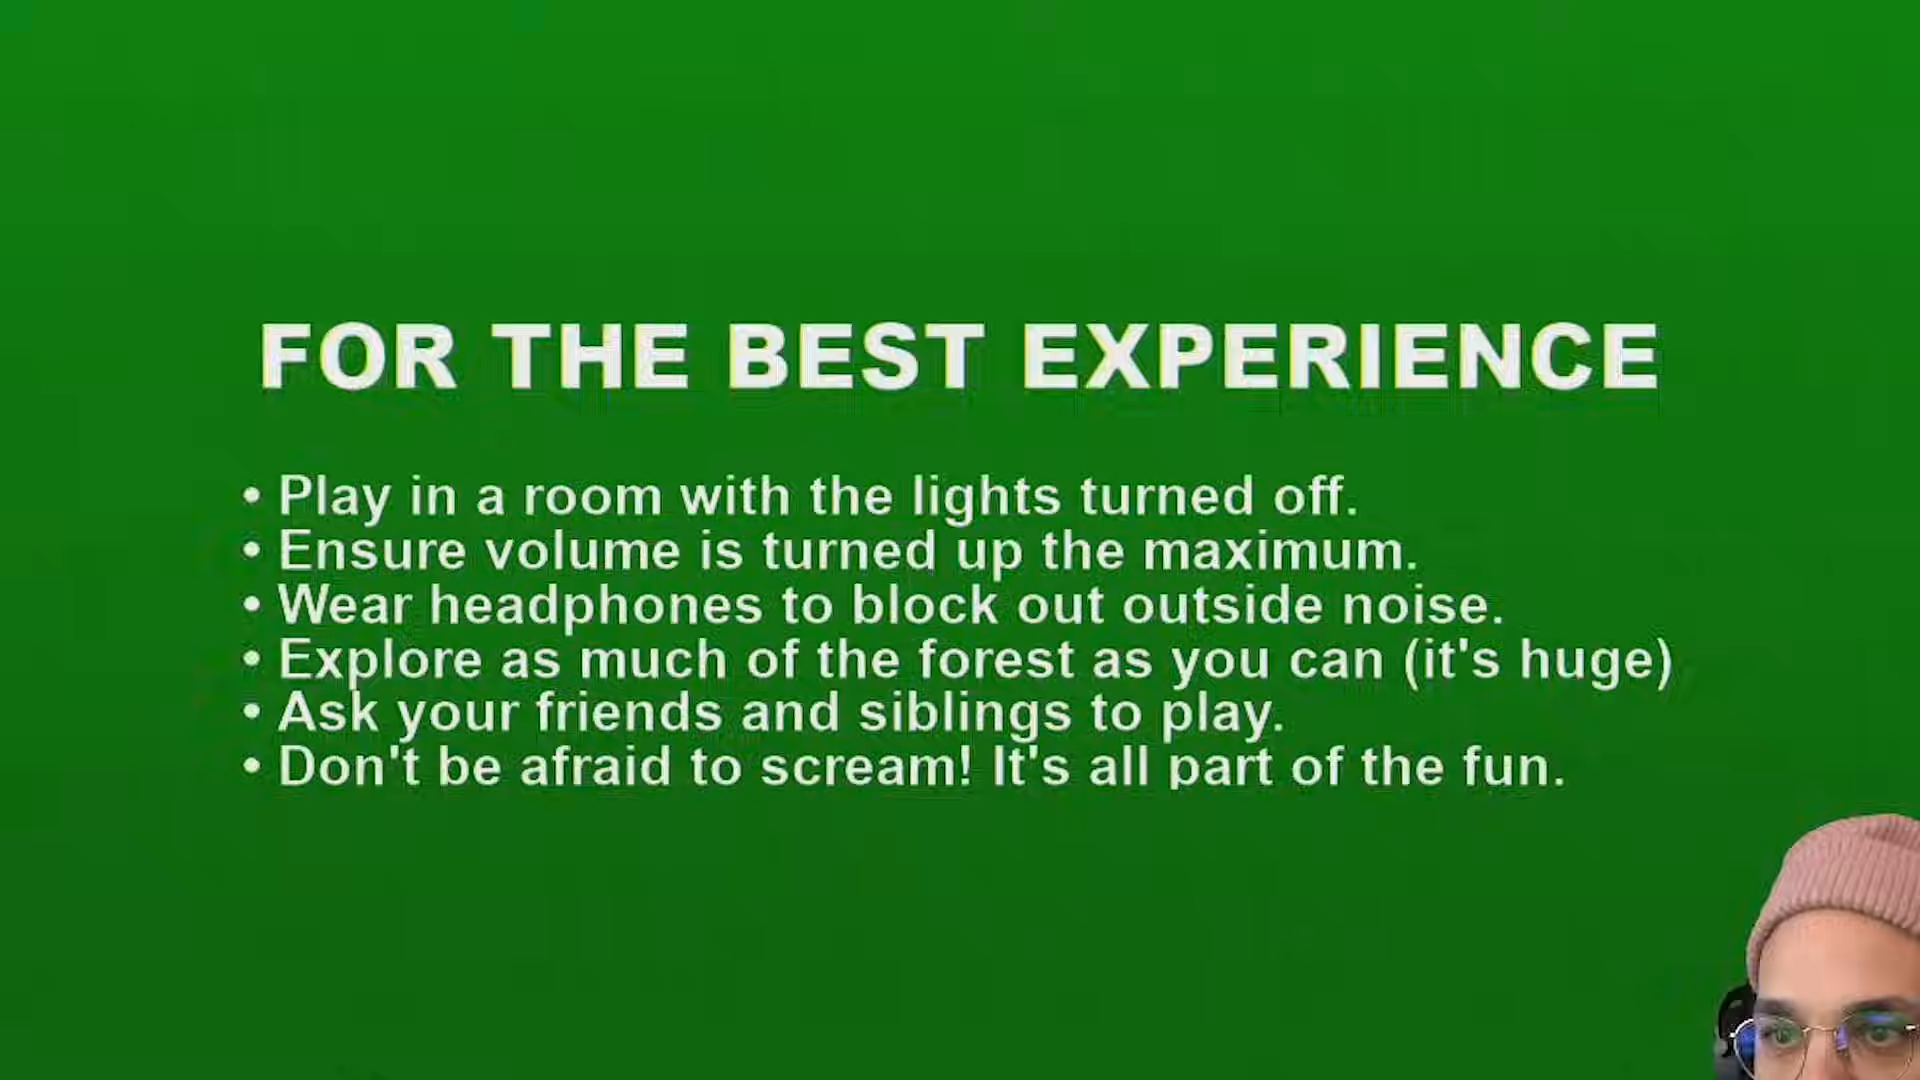 FOR THE BEST EXPERIENCE
• Play in a room with the lights turned off.
• Ensure volume is turned up the maximum.
• Wear headphones to block out outside noise.
• Explore as much of the forest as you can (it's huge)
• Ask your friends and siblings to play.
• Don't be afraid to scream! It's all part of the fun.